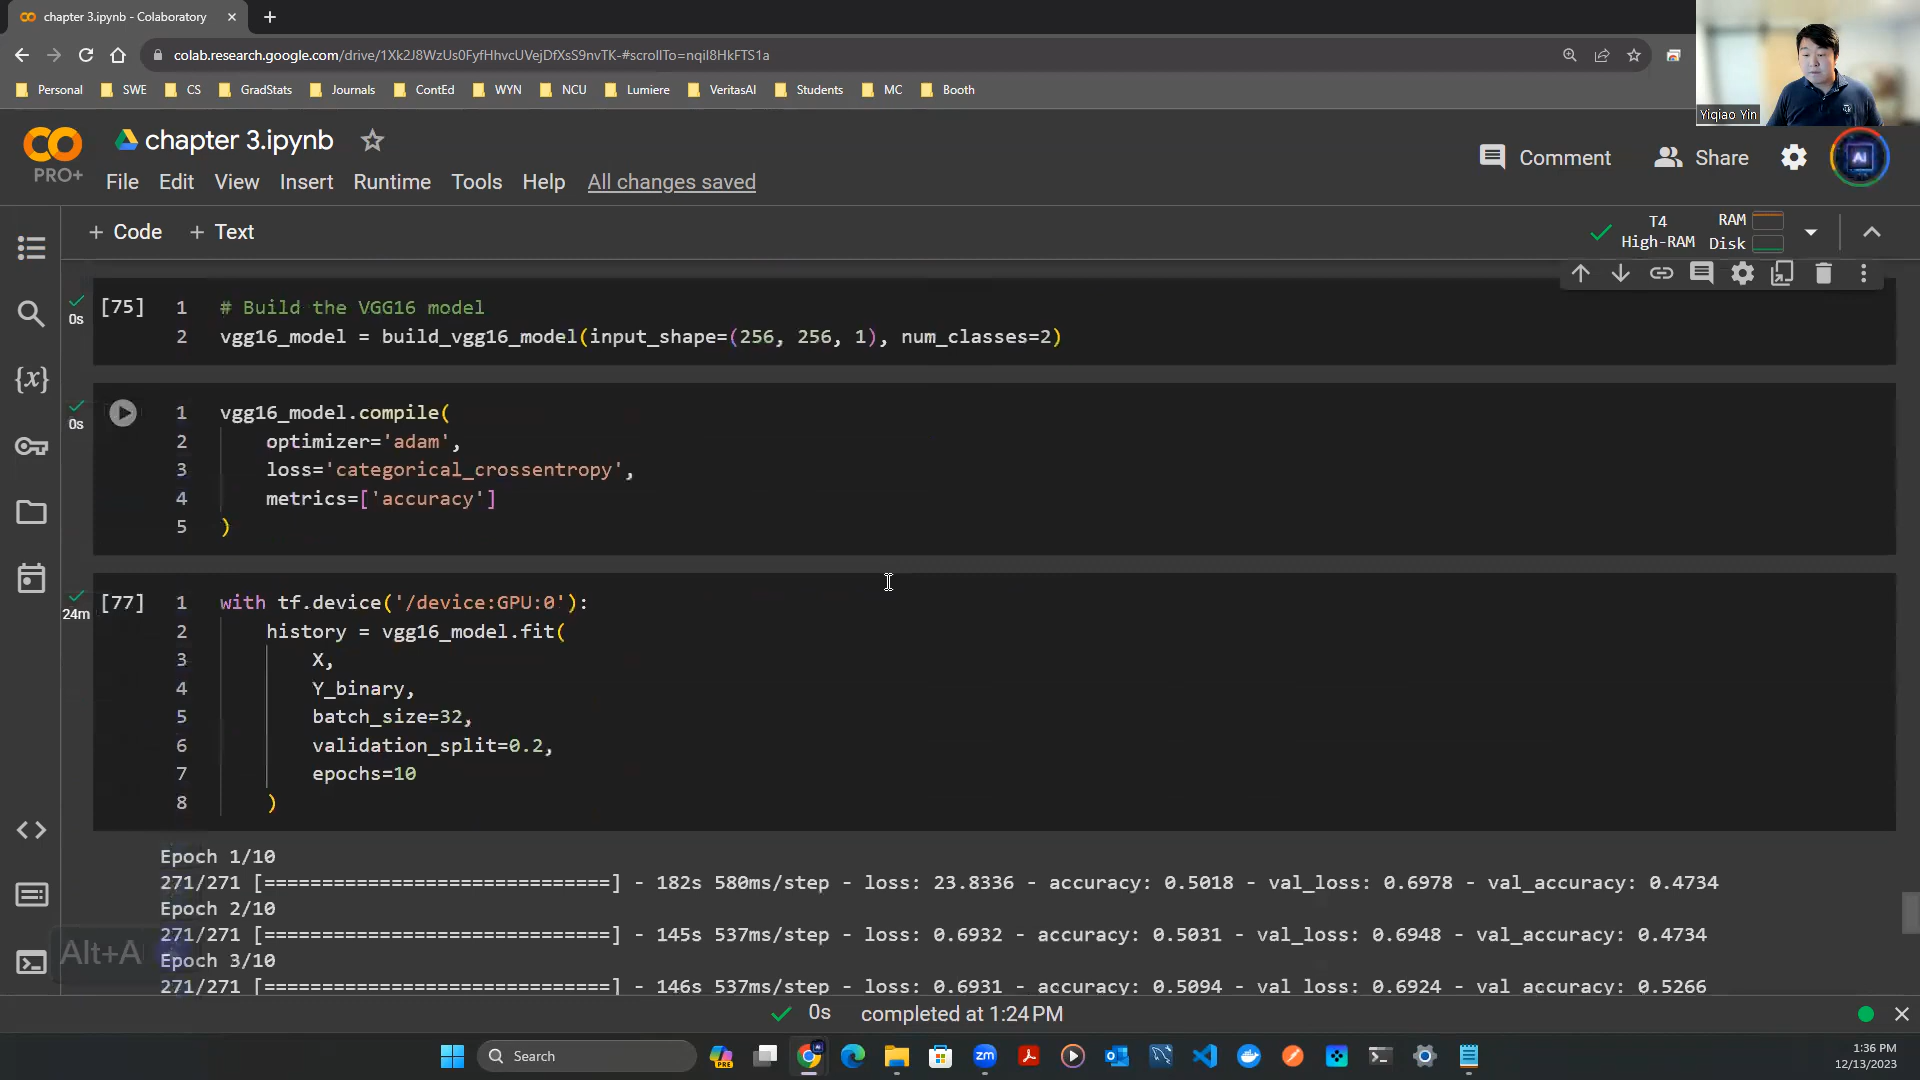 chapter 3.ipynb - Colaboratory
colab.research.google.com/drive/1Xk2J8WzUs0FyfHhvcUVejDfXsS9nvTK-#scrollTo=nqil8HkFTS1a
Personal SWE CS GradStats Journals ContEd WYN NCU Lumiere VeritasAI Students MC Booth
Yiqiao Yin
chapter 3.ipynb
PRO+
File Edit View Insert Runtime Tools Help All changes saved
Comment Share
AI
+ Code + Text
T4
High-RAM
RAM
Disk
0s [75] 1 # Build the VGG16 model
2 vgg16_model = build_vgg16_model(input_shape=(256, 256, 1), num_classes=2)
0s 1 vgg16_model.compile(
2 optimizer='adam',
3 loss='categorical_crossentropy',
4 metrics=['accuracy']
5 )
24m [77] 1 with tf.device('/device:GPU:0'):
2 history = vgg16_model.fit(
3 X,
4 Y_binary,
5 batch_size=32,
6 validation_split=0.2,
7 epochs=10
8 )
Epoch 1/10
271/271 [==============================] - 182s 580ms/step - loss: 23.8336 - accuracy: 0.5018 - val_loss: 0.6978 - val_accuracy: 0.4734
Epoch 2/10
271/271 [==============================] - 145s 537ms/step - loss: 0.6932 - accuracy: 0.5031 - val_loss: 0.6948 - val_accuracy: 0.4734
Epoch 3/10
271/271 [==============================] - 146s 537ms/step - loss: 0.6931 - accuracy: 0.5094 - val_loss: 0.6924 - val_accuracy: 0.5266
Alt+A
0s completed at 1:24 PM
Search
PRE
zm
1:36 PM
12/13/2023